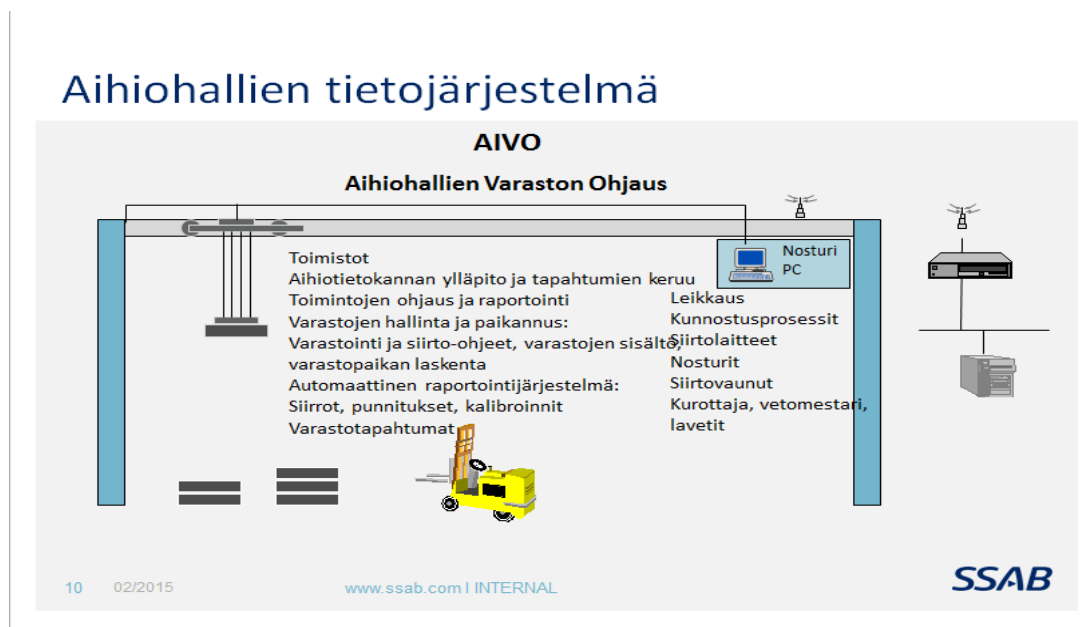 Aihiohallien tietojärjestelmä
AIVO
Aihiohallien Varaston Ohjaus
Nosturi
PC
Toimistot
Aihiotietokannan ylläpito ja tapahtumien keruu
Toimintojen ohjaus ja raportointi
Varastojen hallinta ja paikannus:
Varastointi ja siirto-ohjeet, varastojen sisältö,
varastopaikan laskenta
Automaattinen raportointijärjestelmä:
Siirrot, punnitukset, kalibroinnit
Varastotapahtumat
Leikkaus
Kunnostusprosessit
Siirtolaitteet
Nosturit
Siirtovaunut
Kurottaja, vetomestari,
lavetit
10 02/2015 www.ssab.com I INTERNAL
SSAB